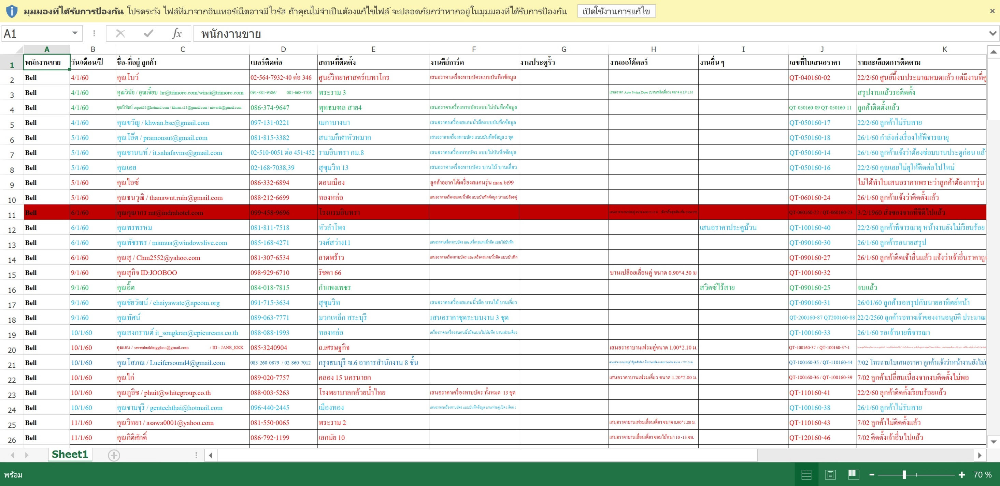 มุมมองที่ได้รับการป้องกัน โปรดระวัง ไฟล์ที่มาจากอินเทอร์เน็ตอาจมีไวรัส ถ้าคุณไม่จำเป็นต้องแก้ไขไฟล์ จะปลอดภัยกว่าหากอยู่ในมุมมองที่ได้รับการป้องกัน เปิดใช้งานการแก้ไข
A1 fx พนักงานขาย
A B C D E F G H I J K
1 พนักงานขาย วัน/เดือน/ปี ชื่อ-ที่อยู่ ลูกค้า เบอร์ติดต่อ สถานที่ติดตั้ง งานคีย์การ์ด งานประตูรั้ว งานออโต้ดอร์ งานอื่น ๆ เลขที่ใบเสนอราคา รายละเอียดการติดตาม
2 Bell 4/1/60 คุณโบว์ 02-564-7932-40 ต่อ 346 ศูนย์วิทยาศาสตร์เบทาโกร เสนอราคาเครื่องทาบบัตรแบบบันทึกข้อมูล QT-040160-02 22/2/60 ศูนย์นี้งบประมาณหมดแล้ว แต่มีงานที่
3 Bell 4/1/60 คุณวินัย / คุณเจี๊ยบ hr@trimoro.com/winai@trimoro.com 091-881-9586/ 081-668-3706 พระราม 3 เสนอราคา Auto Swing Door (บานเหล็กเดี่ยว) ขนาด 0.85*1.95 สรุปงานแล้วรอติดตั้ง
4 Bell 4/1/60 คุณนิวัฒน์ supatt55@hotmail.com / khuan.s13@gmail.com / niwarth@gmail.com 086-374-9647 พุทธมฑล สาย4 เสนอราคาเครื่องทาบบัตรแบบไม่บันทึกข้อมูล QT-050160-09 QT-050160-11 ลูกค้าติดตั้งแล้ว
5 Bell 4/1/60 คุณขวัญ / khwan.bsc@gmail.com 097-131-0221 เมกาบางนา เสนอราคาเครื่องสแกนนิ้วมือแบบบันทึกข้อมูล QT-050160-17 22/2/60 ลูกค้าไม่รับสาย
6 Bell 5/1/60 คุณโอ๊ต / pramonsut@gmail.com 081-815-3382 สนามกีฬาหัวหมาก เสนอราคาเครื่องทาบบัตร แบบบันทึกข้อมูล 2 ชุด QT-050160-18 26/1/60 กำลังส่งเรื่องให้พิจารณายุ
7 Bell 5/1/60 คุณชานนท์ / it.sahafavms@gmail.com 02-510-0051 ต่อ 451-452 รามอินทรา กม.8 เสนอราคาเครื่องทาบบัตร แบบไม่บันทึกข้อมูล QT-050160-14 26/1/60 ลูกค้าแจ้งว่าต้องซ่อมบานประตูก่อน
8 Bell 5/1/60 คุณเอย 02-168-7038,39 สุขุมวิท 13 เสนอราคาเครื่องทาบบัตร บานไม้ บานเดี่ยว QT-050160-16 22/2/60 คุณเอยไม่ยุให้ติดต่อไปใหม่
9 Bell 5/1/60 คุณไอซ์ 086-332-6894 ดอนเมือง ลูกค้าอยากได้เครื่องสแกนรุ่น max bt99 ไม่ได้ทำใบเสนอราคาเพราะว่าลูกค้าต้องการรุ่น
10 Bell 5/1/60 คุณธนวุฒิ / thanawut.ruin@gmail.com 088-212-6699 ทองหล่อ เสนอราคาเครื่องสแกนนิ้วมือ แบบบันทึกข้อมูล บานเปลือยคู่ QT-060160-24 26/1/60 ลูกค้าแจ้งว่าติดตั้งแล้ว
11 Bell 6/1/60 คุณคุณากร mt@indrahotel.com 099-458-9696 โรงแรมอินทรา QT-060160-22 / QT-060160-23 3/2/1960 สั่งของจากทีจีดีไปแล้ว
12 Bell 6/1/60 คุณพรพรหม 081-811-7518 หัวลำโพง เสนอราคาประตูม้วน QT-100160-40 22/2/60 ลูกค้าพิจารณายุ หน้างานยังไม่เรียบร้อย
13 Bell 6/1/60 คุณพัชรพร / mamua@windowslive.com 085-168-4271 วงศ์สว่าง11 เสนอราคาเครื่องทาบบัตร และเครื่องสแกนนิ้วมือ แบบไม่บันทึก QT-090160-30 26/1/60 ลูกค้ารอนายสรุป
14 Bell 6/1/60 คุณสุ / Chm2552@yahoo.com 081-307-6534 ลาดพร้าว เสนอราคาเครื่องทาบบัตร และเครื่องสแกนนิ้วมือ แบบบันทึก QT-090160-27 26/1/60 ลูกค้าติดเจ้าอื่นแล้ว แจ้งว่าเจ้าอื่นราคาถู
15 Bell 9/1/60 คุณสุกิจ ID:JOOBOO 098-929-6710 รัชดา 66 บานเปลือยเลื่อนคู่ ขนาด 0.90*4.50 ม QT-100160-32
16 Bell 9/1/60 คุณอิ๊ต 084-018-7815 กำแพงเพชร สวิตซ์ไร้สาย QT-090160-25 จบแล้ว
17 Bell 9/1/60 คุณชัยวัฒน์ / chaiyawatc@apcom.org 091-715-3634 สุขุมวิท เสนอราคาเครื่องสแกนนิ้วมือ บานไม้ บานเดี่ยว QT-090160-31 26/01/60 ลูกค้ารอสรุปกับนายอาทิตย์หน้า
18 Bell 9/1/60 คุณทัศน์ 089-063-7771 มวกเหล็ก สระบุรี เสนอราคาชุดระบบงาน 3 ชุด QT-200160-87 QT200160-88 22/2/2560 ลูกค้ารอทางเจ้าของงานอนุมัติ ประมาณ
19 Bell 10/1/60 คุณสงกรานต์ it_songkran@epicureans.co.th 088-088-1993 ทองหล่อ เครื่องราคาเครื่องสแกนนิ้วมือแบบไม่บันทึก บานเฟรมเดี่ยว QT-100160-33 26/1/60 รอเจ้านายพิจารณา
20 Bell 10/1/60 คุณเจน / sevenbuildingglass@gmail.com / ID : JANE_KKK 085-3240904 ถ.เศรษฐกิจ เสนอราคาบานเฟรมคู่ขนาด 1.00*2.10 ม. QT-100160-37 / QT-100160-37-1
21 Bell 10/1/60 คุณโสภณ / Lueifersound4@gmail.com 083-260-0879 / 02-860-7012 กรุงธนบุรี ซ.6 อาคารสำนักงาน 8 ชั้น QT-100160-35 / QT-110160-44 7/02 โทรถามใบเสนอราคา ลูกค้าแจ้งว่าหน้างานยังไม่
22 Bell 10/1/60 คุณไก่ 089-020-7757 คลอง 15 นครนายก เสนอราคาบานเฟรมเดี่ยว ขนาด 1.20*2.00 ม. QT-100160-36 / QT-100160-39 7/02 ลูกค้าเปลี่ยนเนื่องจากงบติดตั้งไม่พอ
23 Bell 10/1/60 คุณภูอิช / phuit@whitegroup.co.th 088-003-5263 โรงพยาบาลกล้วยน้ำไทย เสนอราคาเครื่องทาบบัตร ทั้งหมด 13 ชุด QT-110160-41 22/2/60 ลุกค้าติดคั้งเรียบร้อยแล้ว
24 Bell 10/1/60 คุณจามจุรี / gentechthai@hotmail.com 096-440-2445 เมืองทอง เสนอราคาเครื่องทาบบัตร แบบบันทึกข้อมูล บานเฟรมคู่ เปิด 1 ล็อค 1 QT-100160-38 26/1/60 ลูกค้าไม่รับสาย
25 Bell 11/1/60 คุณวิทยา / asawa0001@yahoo.com 081-550-0065 พระราม 2 เสนอราคาบานเฟรมเลื่อนเดี่ยว ขนาด 0.90*1.80 ม. QT-110160-43 7/02 ลูกค้าไม่ติดตั้งแล้ว
26 Bell 11/1/60 คุณกิติศักดิ์ 086-792-1199 เอกมัย 10 เสนอราคาบานเลื่อนเดี่ยว ขอบไม้หนา 10 -15 ซม. QT-120160-46 7/02 ติดตั้งเจ้าอื่นไปแล้ว
Sheet1
พร้อม 70 %